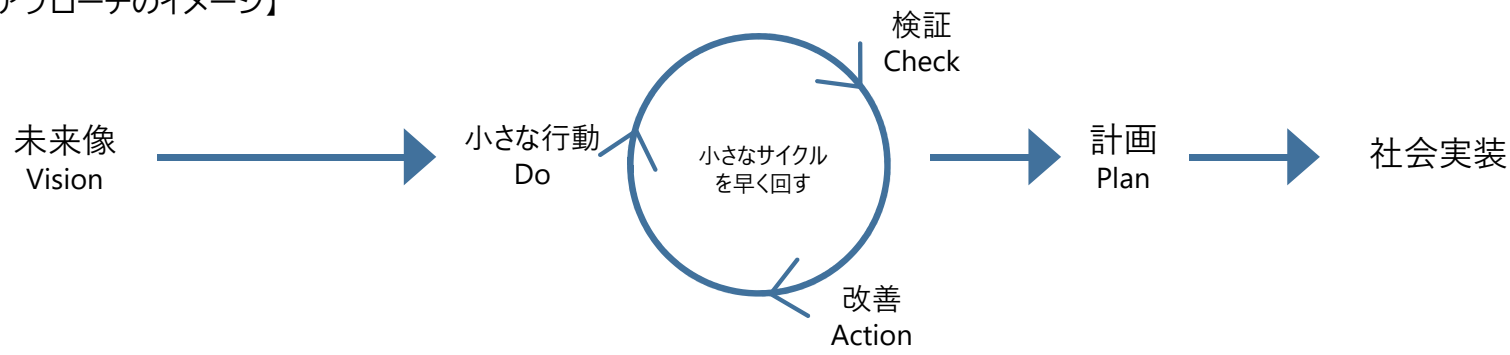 アプローチのイメージ】
未来像
Vision
小さな行動
Do
検証
Check
小さなサイクル
を早く回す
改善
Action
計画
Plan
社会実装